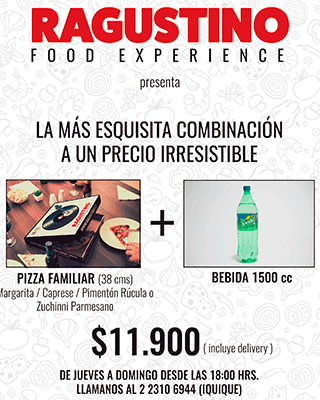 RAGUSTINO
FOOD EXPERIENCE
presenta
LA MÁS ESQUISITA COMBINACIÓN
A UN PRECIO IRRESISTIBLE
RAGUSTINO
+
Sprite
PIZZA FAMILIAR (38 cms)
Margarita / Caprese / Pimentón Rúcula o
Zuchinni Parmesano
BEBIDA 1500 cc
$11.900 ( incluye delivery )
DE JUEVES A DOMINGO DESDE LAS 18:00 HRS.
LLAMANOS AL 2 2310 6944 (IQUIQUE)